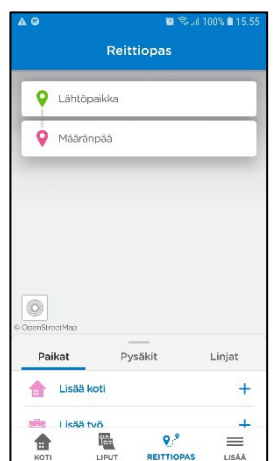 100% 15.55
Reittiopas
Lähtöpaikka
Määränpää
© OpenStreetMap
Paikat Pysäkit Linjat
Lisää koti +
Lisää työ +
KOTI LIPUT REITTIOPAS LISÄÄ